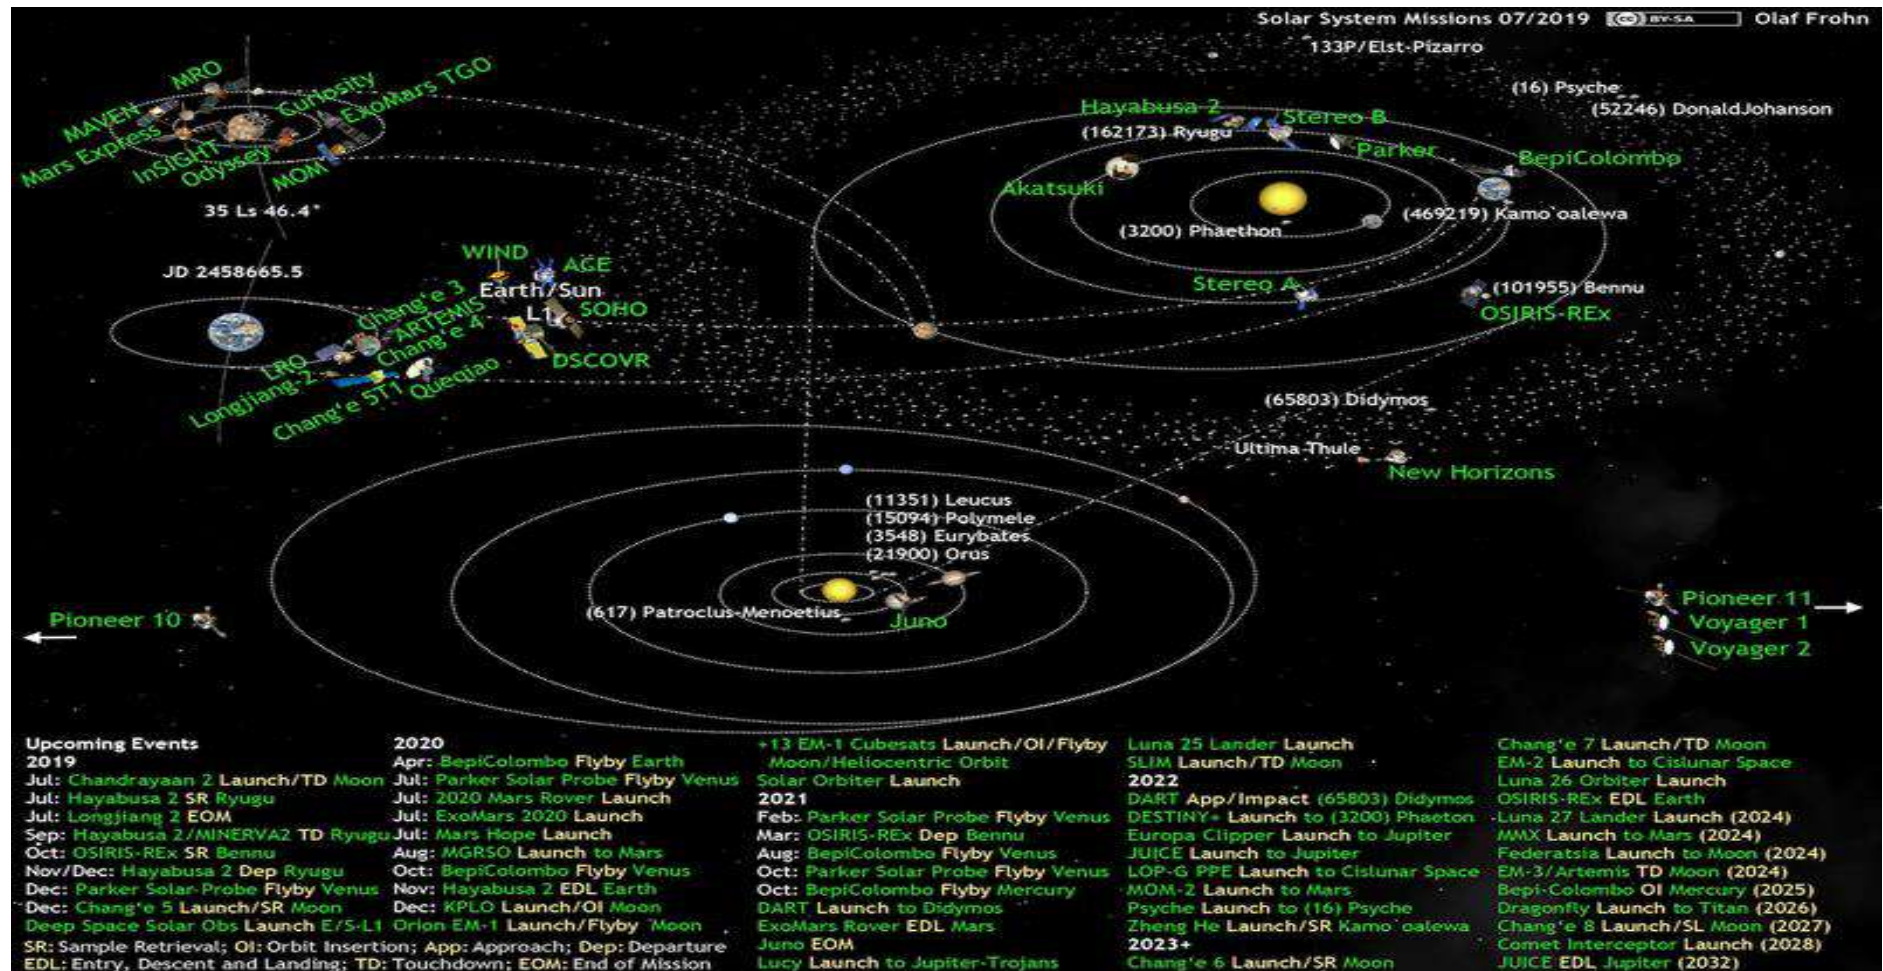 Solar System Missions 07/2019 (cc) BY-SA Olaf Frohn
133P/Elst-Pizarro
(16) Psyche
(52246) DonaldJohanson
MRO
Curiosity
ExoMars TGO
MAVEN
Mars Express
InSIGHT
Odyssey
MOM
35 Ls 46.4°
Hayabusa 2
Stereo B
(162173) Ryugu
Parker
BepiColombo
Akatsuki
(469219) Kamo`oalewa
(3200) Phaethon
Stereo A
(101955) Bennu
OSIRIS-REx
JD 2458665.5
WIND
ACE
Earth/Sun
L1
SOHO
DSCOVR
Chang'e 3
ARTEMIS
Chang'e 4
LRO
Longjiang-2
Chang'e 5T1
Queqiao
(65803) Didymos
Ultima Thule
New Horizons
(11351) Leucus
(15094) Polymele
(3548) Eurybates
(21900) Orus
(617) Patroclus-Menoetius
Juno
Pioneer 10
Pioneer 11
Voyager 1
Voyager 2
Upcoming Events
2019
Jul: Chandrayaan 2 Launch/TD Moon
Jul: Hayabusa 2 SR Ryugu
Jul: Longjiang 2 EOM
Sep: Hayabusa 2/MINERVA2 TD Ryugu
Oct: OSIRIS-REx SR Bennu
Nov/Dec: Hayabusa 2 Dep Ryugu
Dec: Parker Solar Probe Flyby Venus
Dec: Chang'e 5 Launch/SR Moon
Deep Space Solar Obs Launch E/S-L1
2020
Apr: BepiColombo Flyby Earth
Jul: Parker Solar Probe Flyby Venus
Jul: 2020 Mars Rover Launch
Jul: ExoMars 2020 Launch
Jul: Mars Hope Launch
Aug: MGRSO Launch to Mars
Oct: BepiColombo Flyby Venus
Nov: Hayabusa 2 EDL Earth
Dec: KPLO Launch/OI Moon
Orion EM-1 Launch/Flyby Moon
+13 EM-1 Cubesats Launch/OI/Flyby
Moon/Heliocentric Orbit
Solar Orbiter Launch
2021
Feb: Parker Solar Probe Flyby Venus
Mar: OSIRIS-REx Dep Bennu
Aug: BepiColombo Flyby Venus
Oct: Parker Solar Probe Flyby Venus
Oct: BepiColombo Flyby Mercury
DART Launch to Didymos
ExoMars Rover EDL Mars
Juno EOM
Lucy Launch to Jupiter-Trojans
Luna 25 Lander Launch
SLIM Launch/TD Moon
2022
DART App/Impact (65803) Didymos
DESTINY+ Launch to (3200) Phaeton
Europa Clipper Launch to Jupiter
JUICE Launch to Jupiter
LOP-G PPE Launch to Cislunar Space
MOM-2 Launch to Mars
Psyche Launch to (16) Psyche
Zheng He Launch/SR Kamo`oalewa
2023+
Chang'e 6 Launch/SR Moon
Chang'e 7 Launch/TD Moon
EM-2 Launch to Cislunar Space
Luna 26 Orbiter Launch
OSIRIS-REx EDL Earth
Luna 27 Lander Launch (2024)
MMX Launch to Mars (2024)
Federatsia Launch to Moon (2024)
EM-3/Artemis TD Moon (2024)
Bepi-Colombo OI Mercury (2025)
Dragonfly Launch to Titan (2026)
Chang'e 8 Launch/SL Moon (2027)
Comet Interceptor Launch (2028)
JUICE EDL Jupiter (2032)
SR: Sample Retrieval; OI: Orbit Insertion; App: Approach; Dep: Departure
EDL: Entry, Descent and Landing; TD: Touchdown; EOM: End of Mission